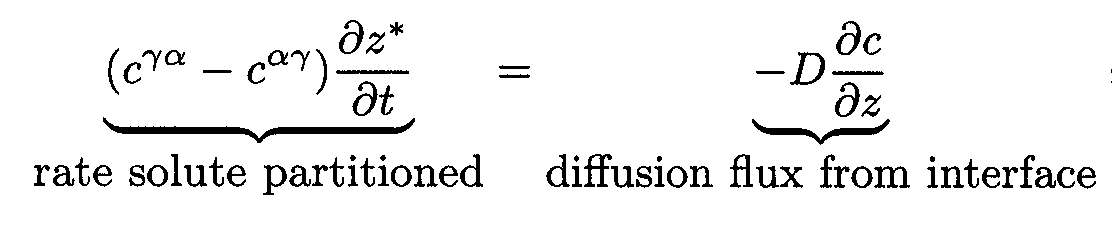 (c^{γα} − c^{αγ}) ∂z*/∂t = −D ∂c/∂z
rate solute partitioned diffusion flux from interface